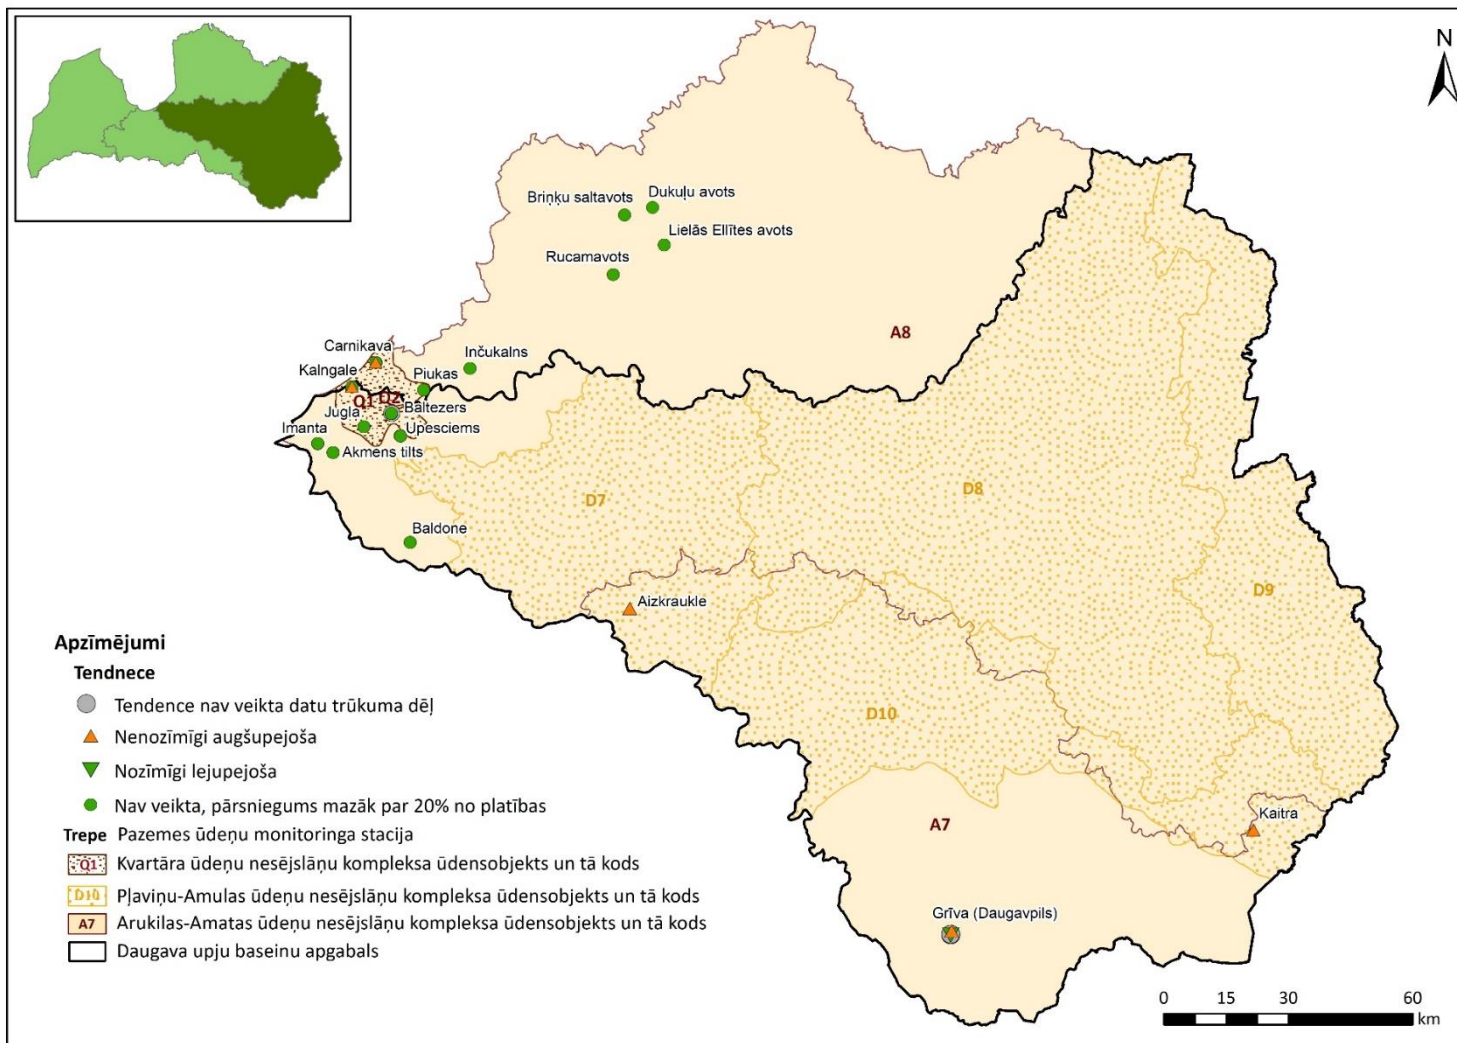 N
Briņķu saltavots
Dukuļu avots
Lielās Ellītes avots
Rucamavots
A8
Carnikava
Inčukalns
Kalngale
Piukas
Q1
D2
Baltezers
Jugla
Imanta
Upesciems
Akmens tilts
D7
D8
Baldone
D9
Aizkraukle
D10
Kaitra
A7
Grīva (Daugavpils)
Apzīmējumi
Tendnece
Tendence nav veikta datu trūkuma dēļ
Nenozīmīgi augšupejoša
Nozīmīgi lejupejoša
Nav veikta, pārsniegums mazāk par 20% no platības
Trepe Pazemes ūdeņu monitoringa stacija
Q1 Kvartāra ūdeņu nesējslāņu kompleksa ūdensobjekts un tā kods
D10 Pļaviņu-Amulas ūdeņu nesējslāņu kompleksa ūdensobjekts un tā kods
A7 Arukilas-Amatas ūdeņu nesējslāņu kompleksa ūdensobjekts un tā kods
Daugava upju baseinu apgabals
0 15 30 60
km